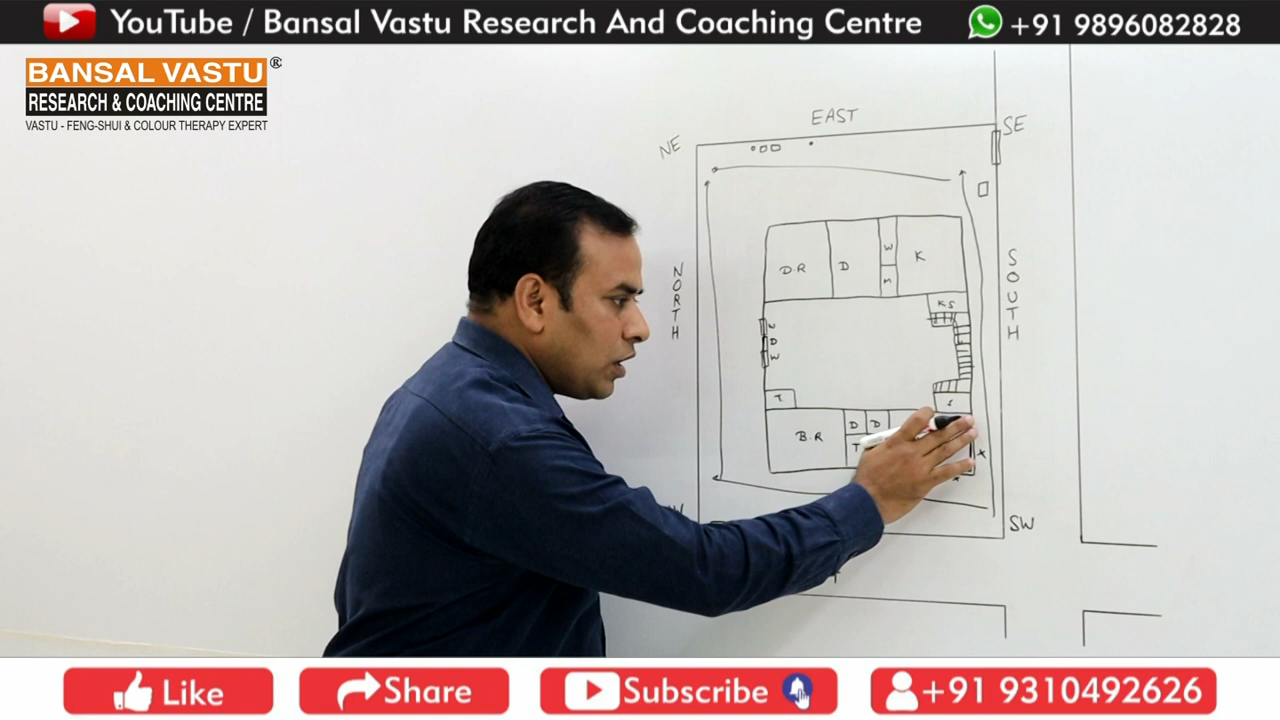 YouTube / Bansal Vastu Research And Coaching Centre
+91 9896082828
BANSAL VASTU®
RESEARCH & COACHING CENTRE
VASTU - FENG-SHUI & COLOUR THERAPY EXPERT
EAST
NE
SE
NORTH
SOUTH
D.R
D
W
M
K
K S
W
D
W
T
S
B.R
D
D
T
SW
Like
Share
Subscribe
+91 9310492626